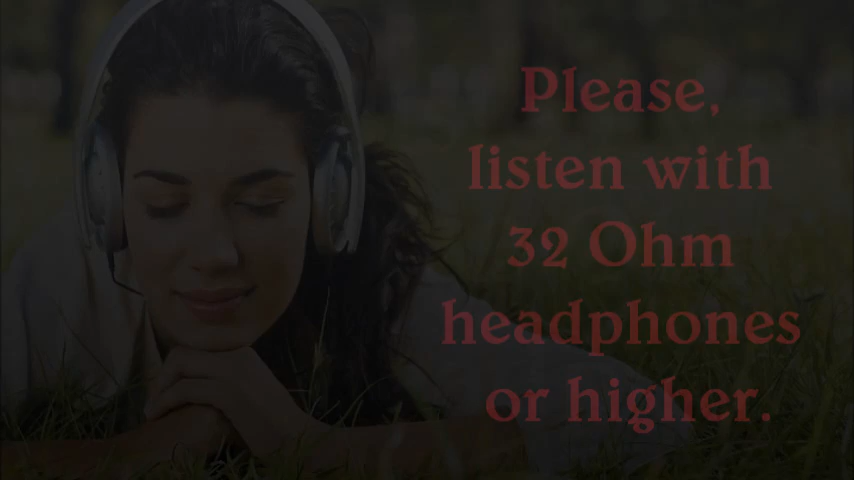 Please,
listen with
32 Ohm
headphones
or higher.